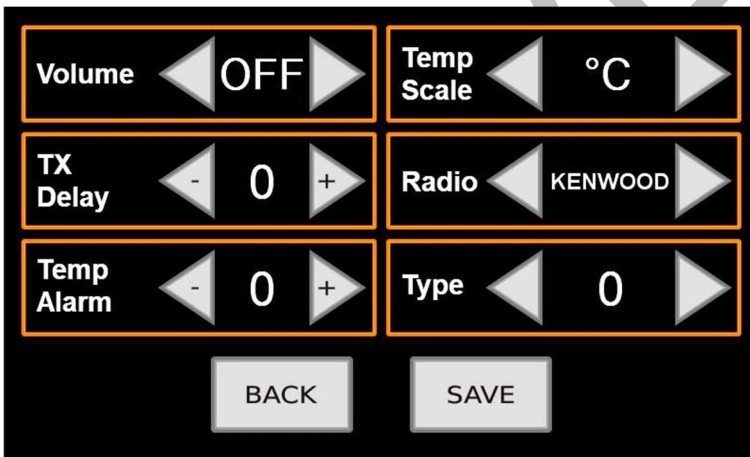 Volume OFF
Temp
Scale
°C
TX
Delay
- 0 +
Radio KENWOOD
Temp
Alarm
- 0 +
Type 0
BACK SAVE